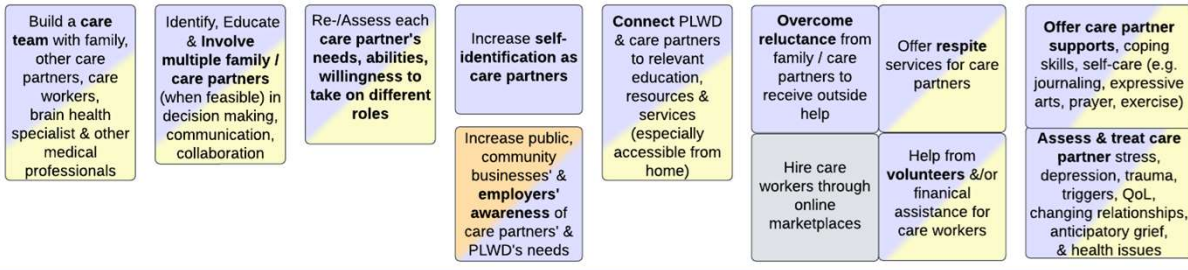 Build a care
team with family,
other care
partners, care
workers,
brain health
specialist & other
medical
professionals
Identify, Educate
& Involve
multiple family /
care partners
(when feasible) in
decision making,
communication,
collaboration
Re-/Assess each
care partner's
needs, abilities,
willingness to
take on different
roles
Increase self-
identification as
care partners
Increase public,
community
businesses' &
employers'
awareness of
care partners' &
PLWD's needs
Connect PLWD
& care partners
to relevant
education,
resources &
services
(especially
accessible from
home)
Overcome
reluctance from
family / care
partners to
receive outside
help
Hire care
workers through
online
marketplaces
Offer respite
services for care
partners
Help from
volunteers &/or
finanical
assistance for
care workers
Offer care partner
supports, coping
skills, self-care (e.g.
journaling, expressive
arts, prayer, exercise)
Assess & treat care
partner stress,
depression, trauma,
triggers, QoL,
changing relationships,
anticipatory grief,
& health issues